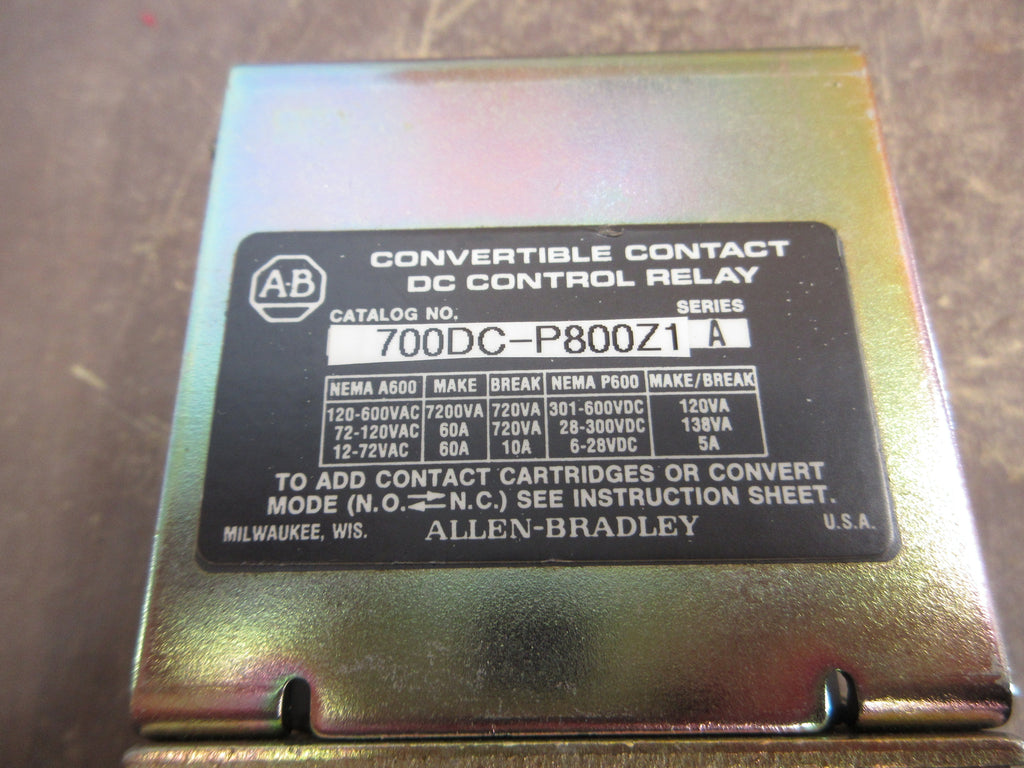 A-B
CONVERTIBLE CONTACT
DC CONTROL RELAY
CATALOG NO. SERIES
700DC-P800Z1 A
NEMA A600 MAKE BREAK NEMA P600 MAKE/BREAK
120-600VAC 7200VA 720VA 301-600VDC 120VA
72-120VAC 60A 720VA 28-300VDC 138VA
12-72VAC 60A 10A 6-28VDC 5A
TO ADD CONTACT CARTRIDGES OR CONVERT
MODE (N.O.⇄N.C.) SEE INSTRUCTION SHEET.
MILWAUKEE, WIS. ALLEN-BRADLEY U.S.A.